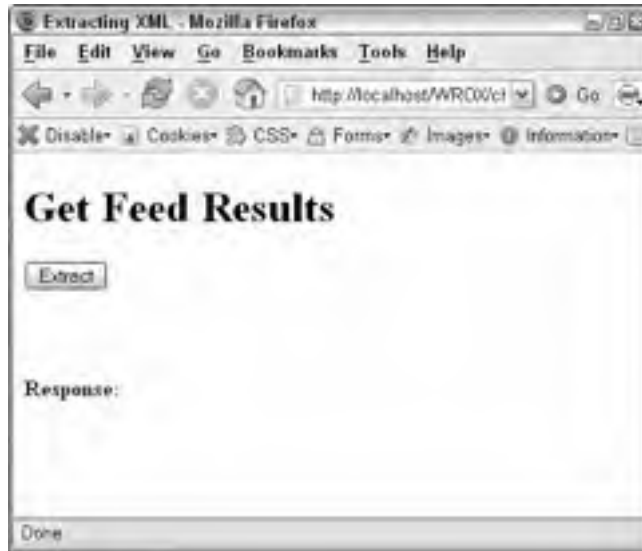 Extracting XML - Mozilla Firefox
File Edit View Go Bookmarks Tools Help
http://localhost/WROX/cl Go
Disable Cookies CSS Forms Images Information
Get Feed Results
Extract
Response:
Done